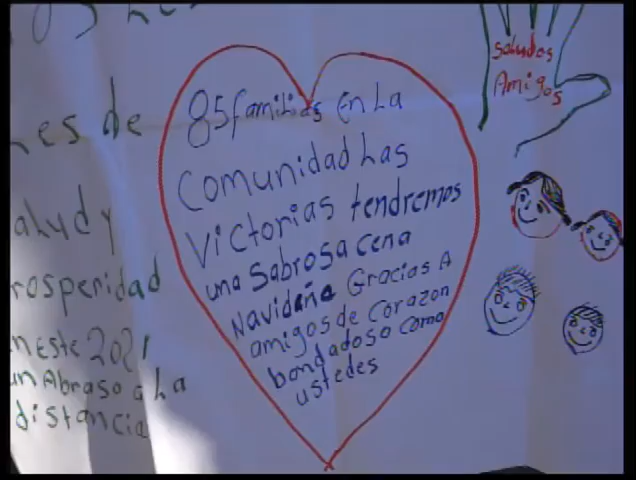 85 familias En La
Comunidad Las
Victorias tendremos
una Sabrosa cena
Navideña Gracias A
amigos de Corazon
bondadoso como
ustedes
Saludos
Amigos
de
alud y
rosperidad
n este 2021
un Abraso a La
distancia